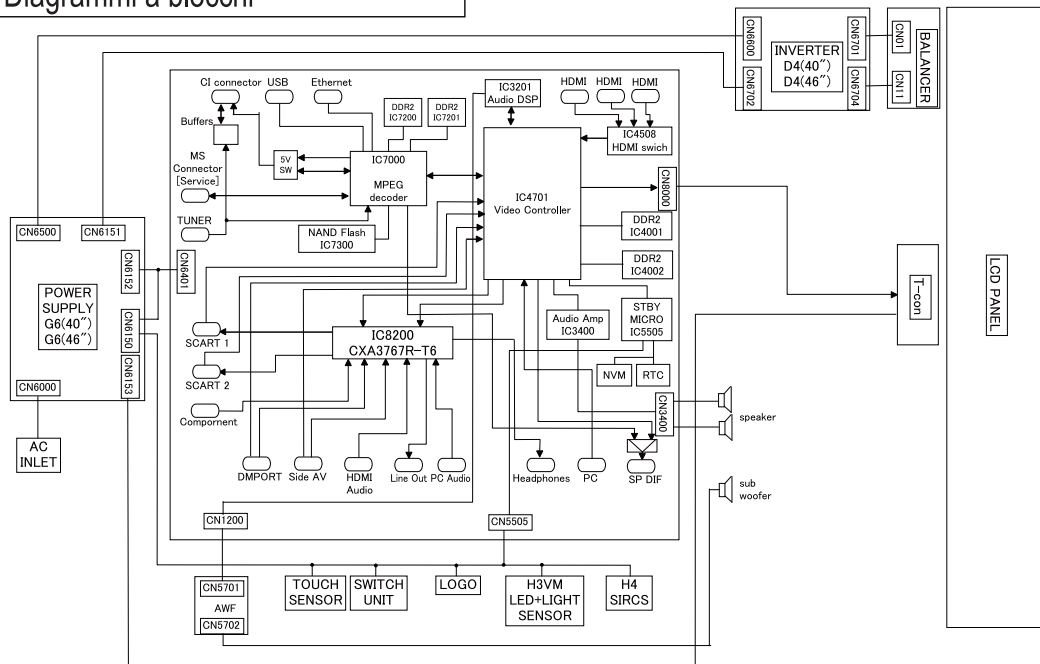 Diagrammi a blocchi
CN6600
CN6702
INVERTER
D4(40″)
D4(46″)
CN6701
CN6704
CN01
CN11
BALANCER
CI connector
USB
Ethernet
IC3201
Audio DSP
HDMI
HDMI
HDMI
DDR2
IC7200
DDR2
IC7201
Buffers
IC4508
HDMI swich
MS
Connector
[Service]
5V
SW
IC7000
MPEG
decoder
IC4701
Video Controller
CN8000
TUNER
NAND Flash
IC7300
DDR2
IC4001
DDR2
IC4002
CN6500
CN6151
CN6152
CN6401
POWER
SUPPLY
G6(40″)
G6(46″)
CN6150
CN6153
CN6000
AC
INLET
T-con
LCD PANEL
SCART 1
SCART 2
Compornent
IC8200
CXA3767R-T6
Audio Amp
IC3400
STBY
MICRO
IC5505
NVM
RTC
CN3400
speaker
DMPORT
Side AV
HDMI
Audio
Line Out
PC Audio
Headphones
PC
SP DIF
sub
woofer
CN1200
CN5505
CN5701
AWF
CN5702
TOUCH
SENSOR
SWITCH
UNIT
LOGO
H3VM
LED+LIGHT
SENSOR
H4
SIRCS